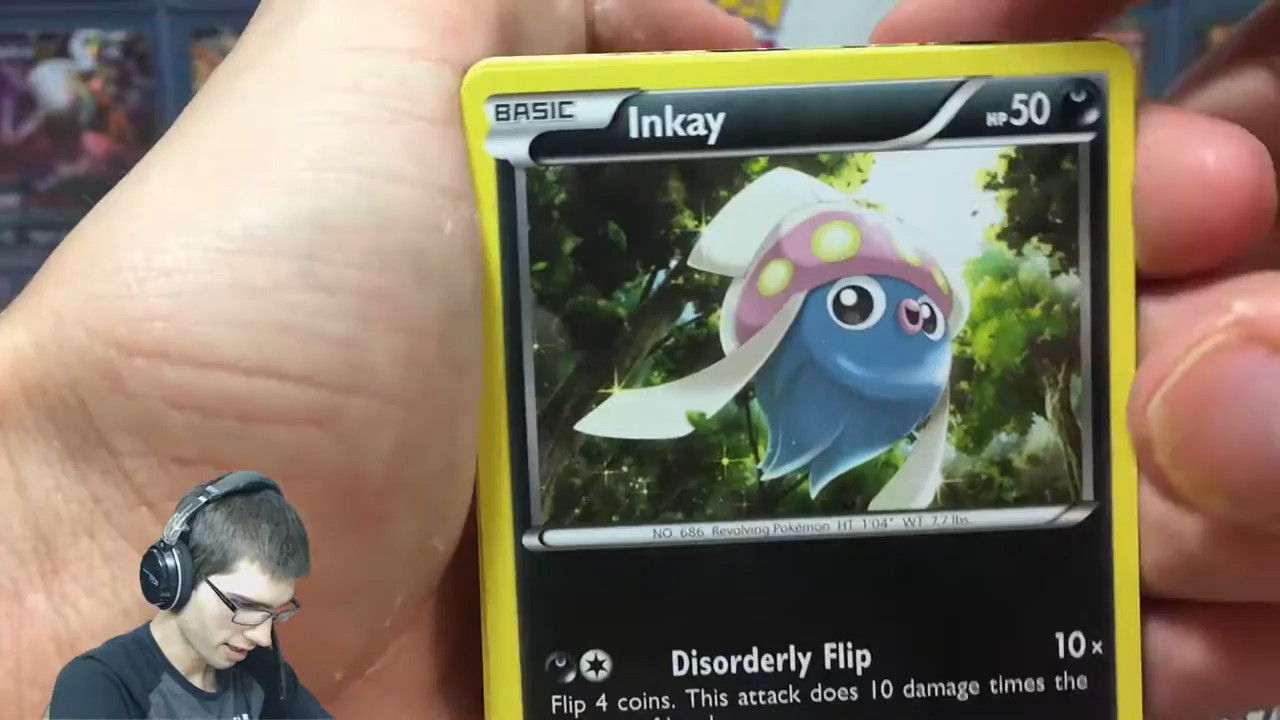 BASIC Inkay HP50
NO. 686 Revolving Pokémon HT 1'04" WT 7.7 lbs.
Disorderly Flip 10×
Flip 4 coins. This attack does 10 damage times the